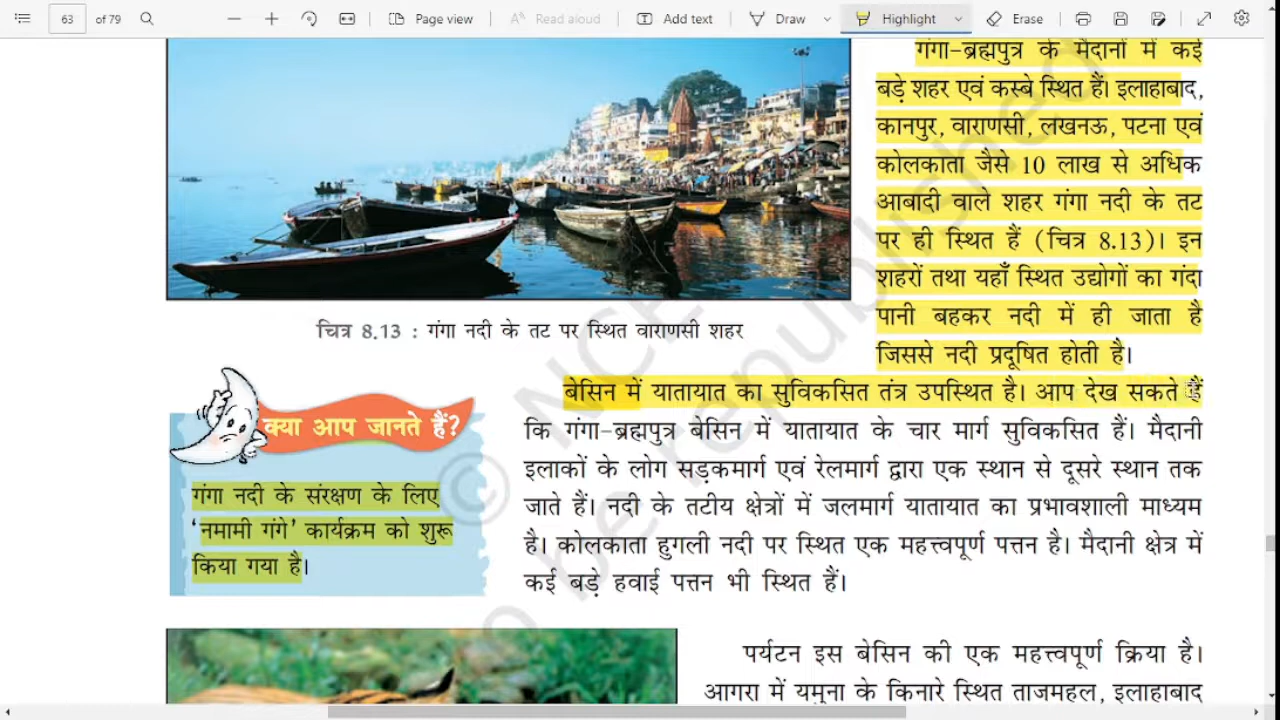 63 of 79 Page view Read aloud Add text Draw Highlight Erase
गंगा-ब्रह्मपुत्र के मैदानों में कई
बड़े शहर एवं कस्बे स्थित हैं। इलाहाबाद,
कानपुर, वाराणसी, लखनऊ, पटना एवं
कोलकाता जैसे 10 लाख से अधिक
आबादी वाले शहर गंगा नदी के तट
पर ही स्थित हैं (चित्र 8.13)। इन
शहरों तथा यहाँ स्थित उद्योगों का गंदा
पानी बहकर नदी में ही जाता है
जिससे नदी प्रदूषित होती है।
चित्र 8.13 : गंगा नदी के तट पर स्थित वाराणसी शहर
क्या आप जानते हैं?
गंगा नदी के संरक्षण के लिए
'नमामी गंगे' कार्यक्रम को शुरू
किया गया है।
बेसिन में यातायात का सुविकसित तंत्र उपस्थित है। आप देख सकते हैं
कि गंगा-ब्रह्मपुत्र बेसिन में यातायात के चार मार्ग सुविकसित हैं। मैदानी
इलाकों के लोग सड़कमार्ग एवं रेलमार्ग द्वारा एक स्थान से दूसरे स्थान तक
जाते हैं। नदी के तटीय क्षेत्रों में जलमार्ग यातायात का प्रभावशाली माध्यम
है। कोलकाता हुगली नदी पर स्थित एक महत्त्वपूर्ण पत्तन है। मैदानी क्षेत्र में
कई बड़े हवाई पत्तन भी स्थित हैं।
पर्यटन इस बेसिन की एक महत्त्वपूर्ण क्रिया है।
आगरा में यमुना के किनारे स्थित ताजमहल, इलाहाबाद